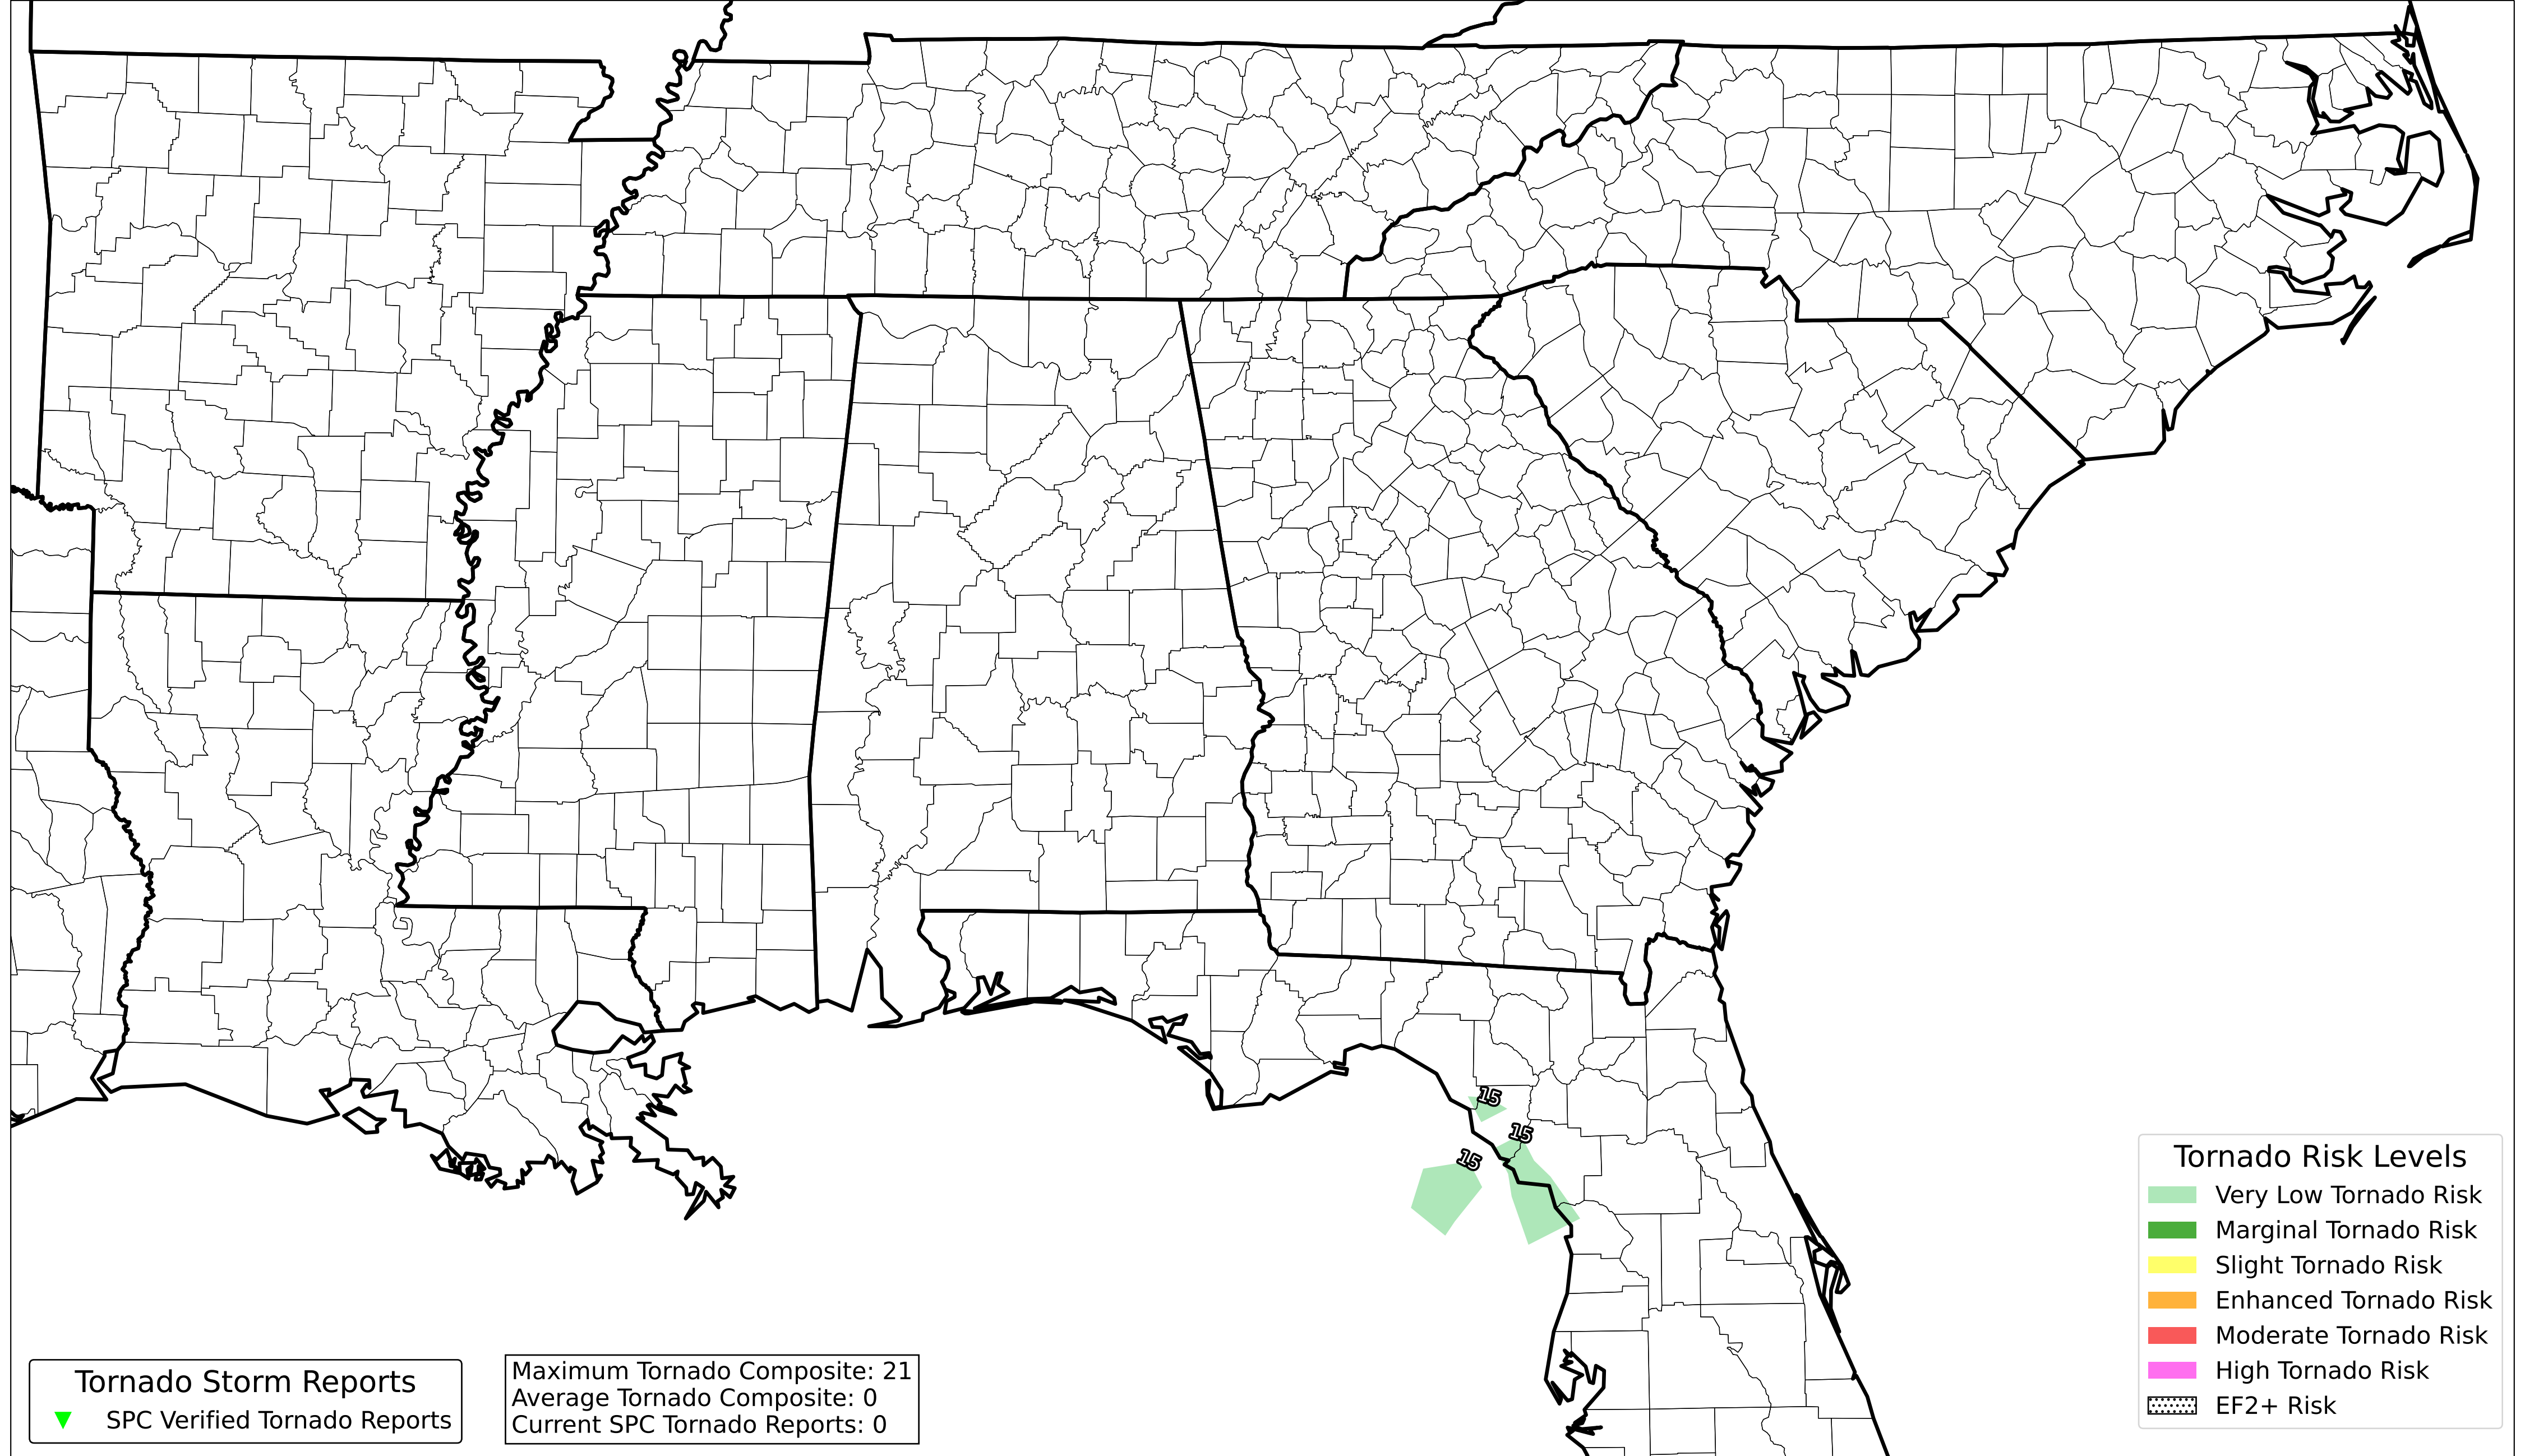 15
15
15
Tornado Risk Levels
Very Low Tornado Risk
Marginal Tornado Risk
Slight Tornado Risk
Enhanced Tornado Risk
Moderate Tornado Risk
High Tornado Risk
EF2+ Risk
Tornado Storm Reports
SPC Verified Tornado Reports
Maximum Tornado Composite: 21
Average Tornado Composite: 0
Current SPC Tornado Reports: 0